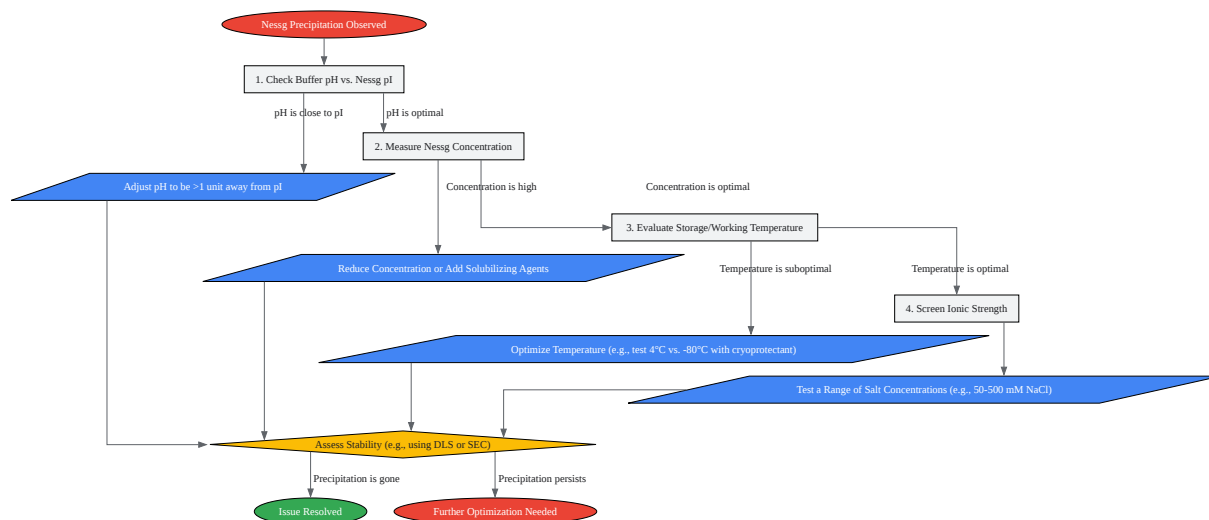 Nessg Precipitation Observed
1. Check Buffer pH vs. Nessg pI
pH is close to pI
pH is optimal
2. Measure Nessg Concentration
Adjust pH to be >1 unit away from pI
Concentration is high
Concentration is optimal
3. Evaluate Storage/Working Temperature
Reduce Concentration or Add Solubilizing Agents
Temperature is suboptimal
Temperature is optimal
4. Screen Ionic Strength
Optimize Temperature (e.g., test 4°C vs. -80°C with cryoprotectant)
Test a Range of Salt Concentrations (e.g., 50-500 mM NaCl)
Assess Stability (e.g., using DLS or SEC)
Precipitation is gone
Precipitation persists
Issue Resolved
Further Optimization Needed